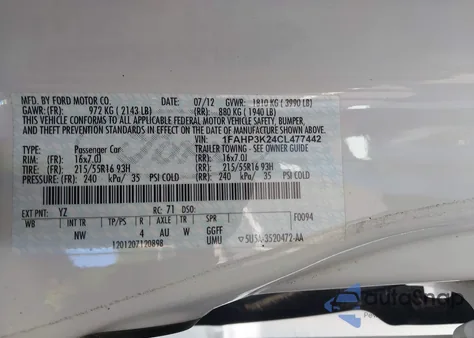 MFD. BY FORD MOTOR CO. 07/12 GVWR: 1810 KG (3990 LB)
GAWR: (FR) 972 KG (2143 LB) (RR) 880 KG (1940 LB)
THIS VEHICLE CONFORMS TO ALL APPLICABLE FEDERAL MOTOR VEHICLE SAFETY, BUMPER,
AND THEFT PREVENTION STANDARDS IN EFFECT ON THE DATE OF MANUFACTURE SHOWN ABOVE.
VIN: 1FAHP3K24CL477442
TYPE: Passenger Car TRAILER TOWING - SEE OWNER GUIDE
RIM: (FR) 16x7.0J (RR) 16x7.0J
TIRE: (FR) 215/55R16 93H (RR) 215/55R16 93H
PRESSURE: (FR) 240 kPa/ 35 PSI COLD (RR) 240 kPa/ 35 PSI COLD
EXT PNT: YZ RC: 71 DSO: F0094
WB INT TR TP/PS R AXLE TR SPR
NW 4 AU W GGFF
1201207120898 UMU ▽5U5A-3520472-AA
autoSnap